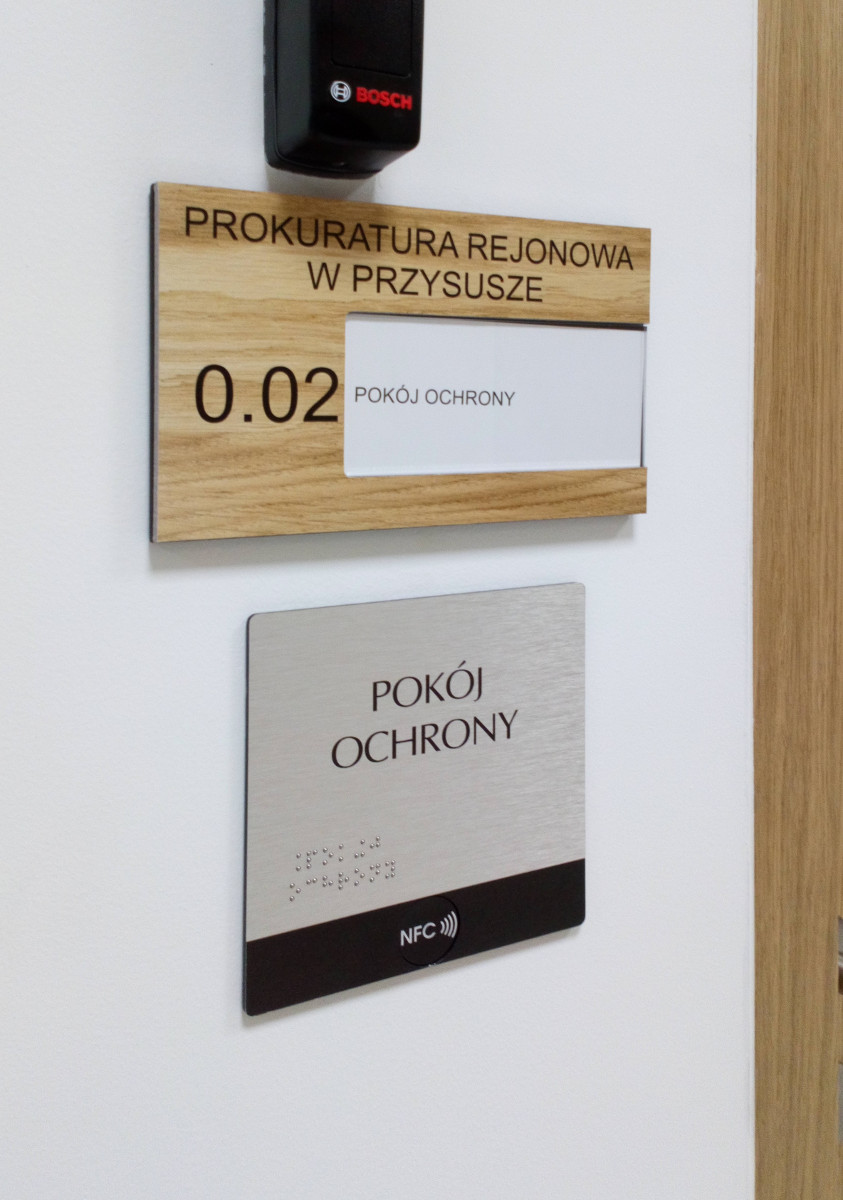 BOSCH
PROKURATURA REJONOWA
W PRZYSUSZE
0.02
POKÓJ OCHRONY
POKÓJ
OCHRONY
NFC